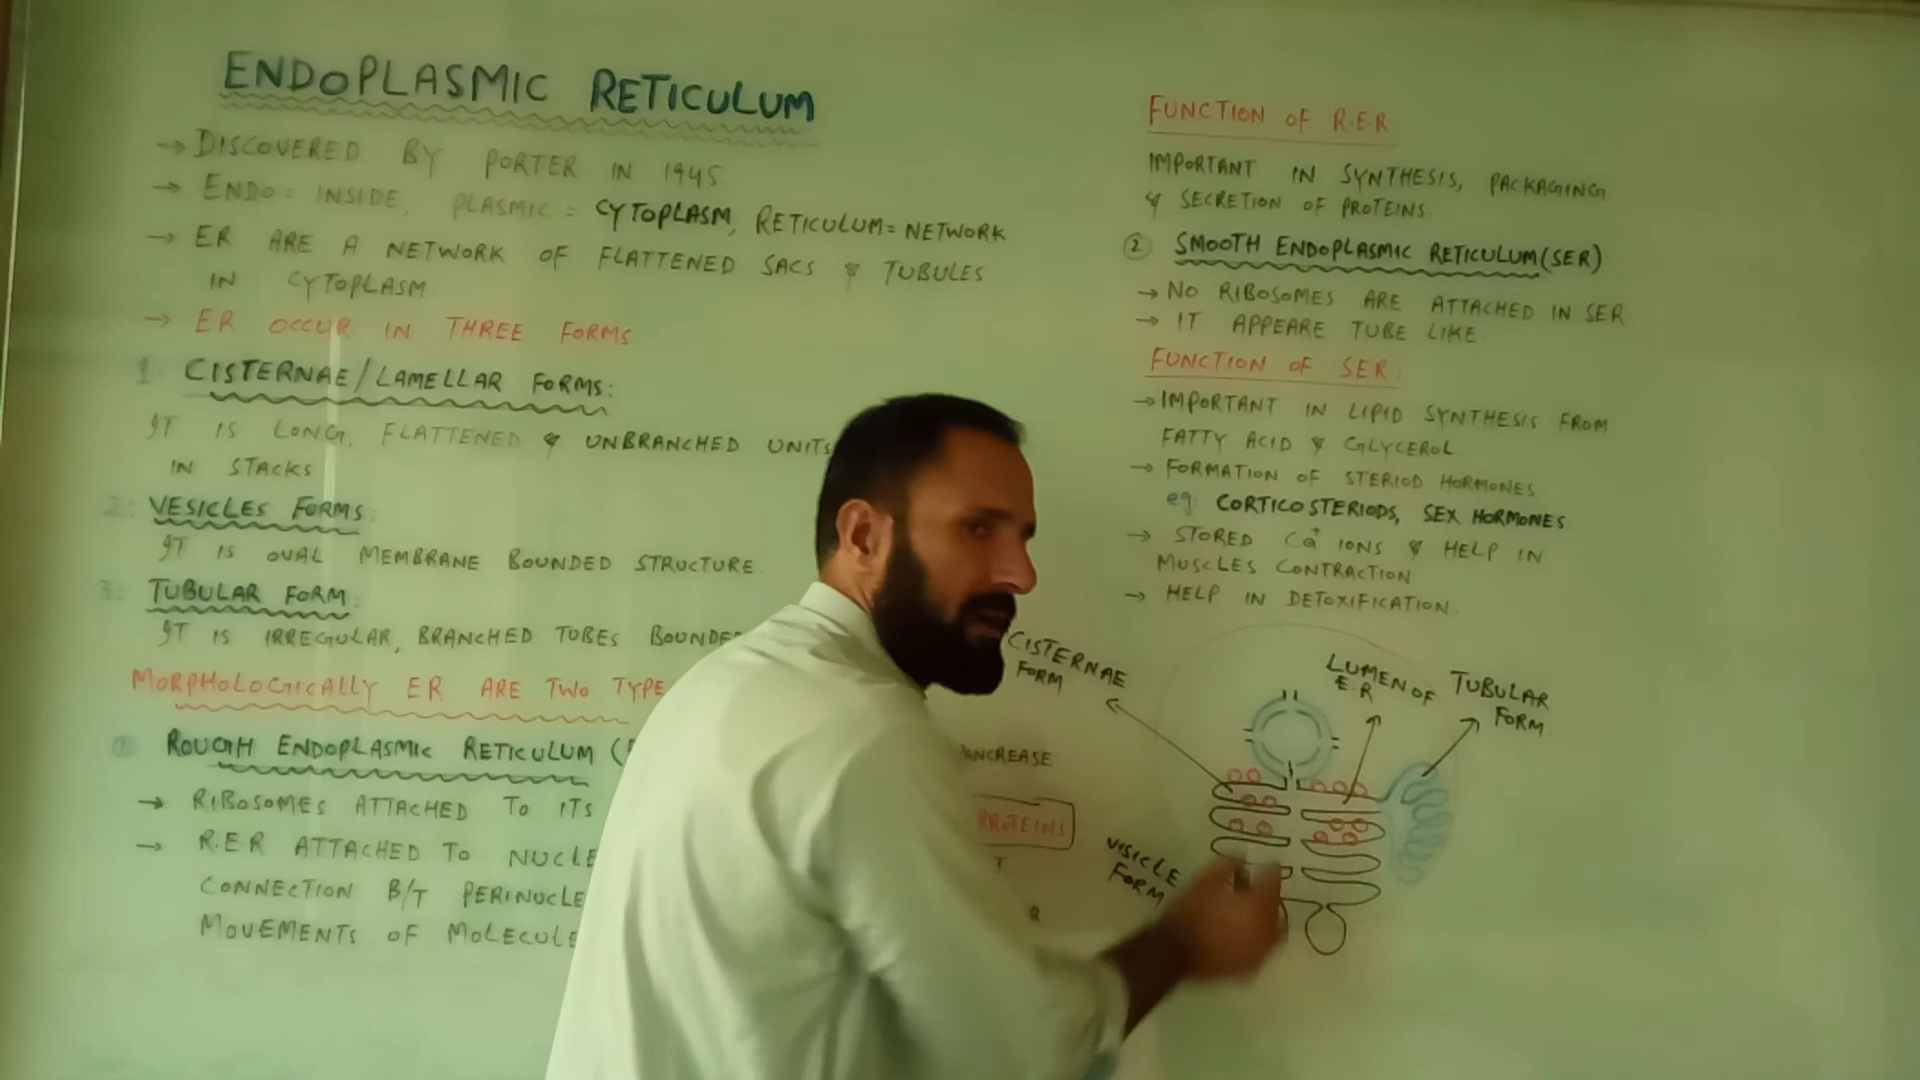 ENDOPLASMIC RETICULUM
→ DISCOVERED BY PORTER IN 1945.
→ ENDO = INSIDE, PLASMIC = CYTOPLASM, RETICULUM = NETWORK
→ ER ARE A NETWORK OF FLATTENED SACS & TUBULES
IN CYTOPLASM.
→ ER OCCUR IN THREE FORMS
1. CISTERNAE/LAMELLAR FORMS:
IT IS LONG, FLATTENED & UNBRANCHED UNITS
IN STACKS
2: VESICLES FORMS:
IT IS OVAL MEMBRANE BOUNDED STRUCTURE.
3: TUBULAR FORM:
IT IS IRREGULAR, BRANCHED TUBES BOUNDED
MORPHOLOGICALLY ER ARE TWO TYPE
① ROUGH ENDOPLASMIC RETICULUM (
→ RIBOSOMES ATTACHED TO ITS
→ R.E.R ATTACHED TO NUCLE
CONNECTION B/T PERINUCLE
MOVEMENTS OF MOLECULE
INCREASE
PROTEINS
FUNCTION OF R.E.R
IMPORTANT IN SYNTHESIS, PACKAGING
& SECRETION OF PROTEINS.
② SMOOTH ENDOPLASMIC RETICULUM (SER)
→ NO RIBOSOMES ARE ATTACHED IN SER
→ IT APPEARE TUBE LIKE.
FUNCTION OF SER:
→ IMPORTANT IN LIPID SYNTHESIS FROM
FATTY ACID & GLYCEROL.
→ FORMATION OF STERIOD HORMONES
eg: CORTICOSTERIODS, SEX HORMONES
→ STORED Ca+ IONS & HELP IN
MUSCLES CONTRACTION
→ HELP IN DETOXIFICATION.
CISTERNAE
FORM
LUMEN OF
E.R
TUBULAR
FORM
VISICLE
FORM